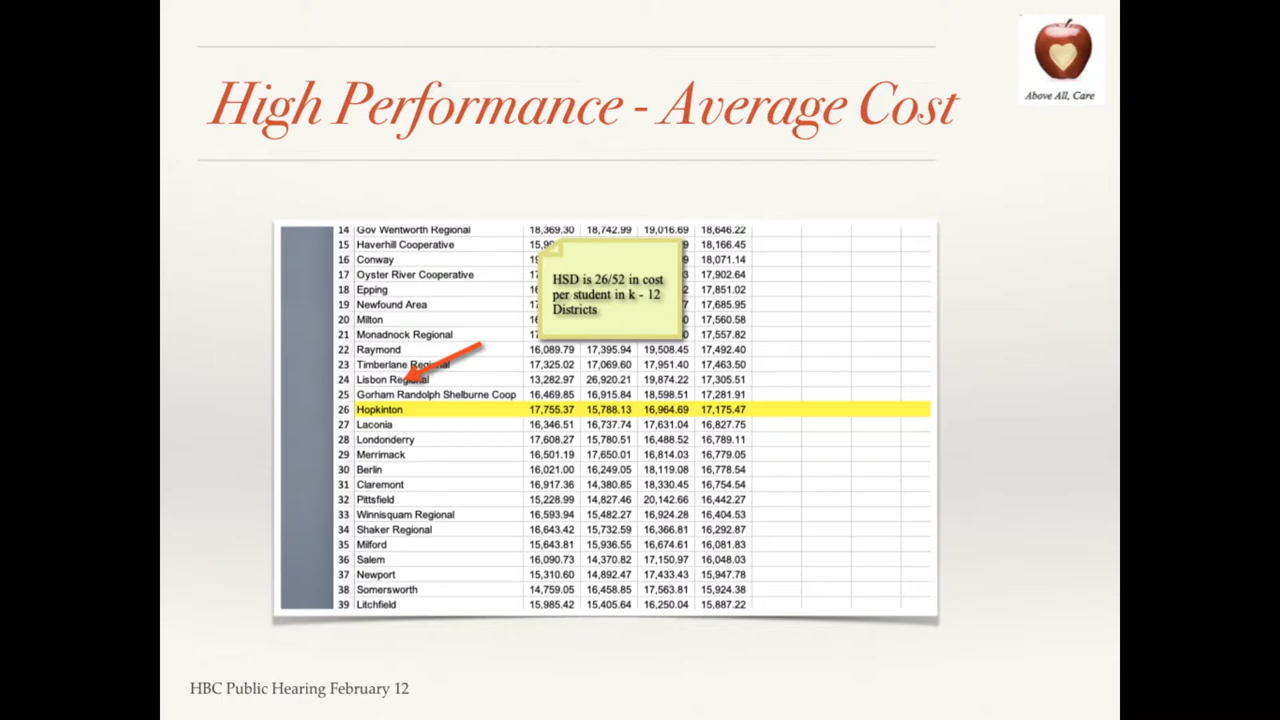 High Performance - Average Cost
Above All, Care
14 Gov Wentworth Regional 18,369.30 18,742.99 19,016.69 18,646.22
15 Haverhill Cooperative 18,166.45
16 Conway 18,071.14
17 Oyster River Cooperative 17,902.64
18 Epping 17,851.02
19 Newfound Area 17,685.95
20 Milton 17,560.58
21 Monadnock Regional 17,557.82
HSD is 26/52 in cost
per student in k - 12
Districts
22 Raymond 16,089.79 17,395.94 19,508.45 17,492.40
23 Timberlane Regional 17,325.02 17,069.60 17,951.40 17,463.50
24 Lisbon Regional 13,282.97 26,920.21 19,874.22 17,305.51
25 Gorham Randolph Shelburne Coop 16,469.85 16,915.84 18,598.51 17,281.91
26 Hopkinton 17,755.37 15,788.13 16,964.69 17,175.47
27 Laconia 16,346.51 16,737.74 17,631.04 16,827.75
28 Londonderry 17,608.27 15,780.51 16,488.52 16,789.11
29 Merrimack 16,501.19 17,650.01 16,814.03 16,779.05
30 Berlin 16,021.00 16,249.05 18,119.08 16,778.54
31 Claremont 16,917.36 14,380.85 18,330.45 16,754.54
32 Pittsfield 15,228.99 14,827.46 20,142.66 16,442.27
33 Winnisquam Regional 16,593.94 15,482.27 16,924.28 16,404.53
34 Shaker Regional 16,643.42 15,732.59 16,366.81 16,292.87
35 Milford 15,643.81 15,936.55 16,674.61 16,081.83
36 Salem 16,090.73 14,370.82 17,150.97 16,048.03
37 Newport 15,310.60 14,892.47 17,433.43 15,947.78
38 Somersworth 14,759.05 16,458.85 17,563.81 15,924.38
39 Litchfield 15,985.42 15,405.64 16,250.04 15,887.22
HBC Public Hearing February 12